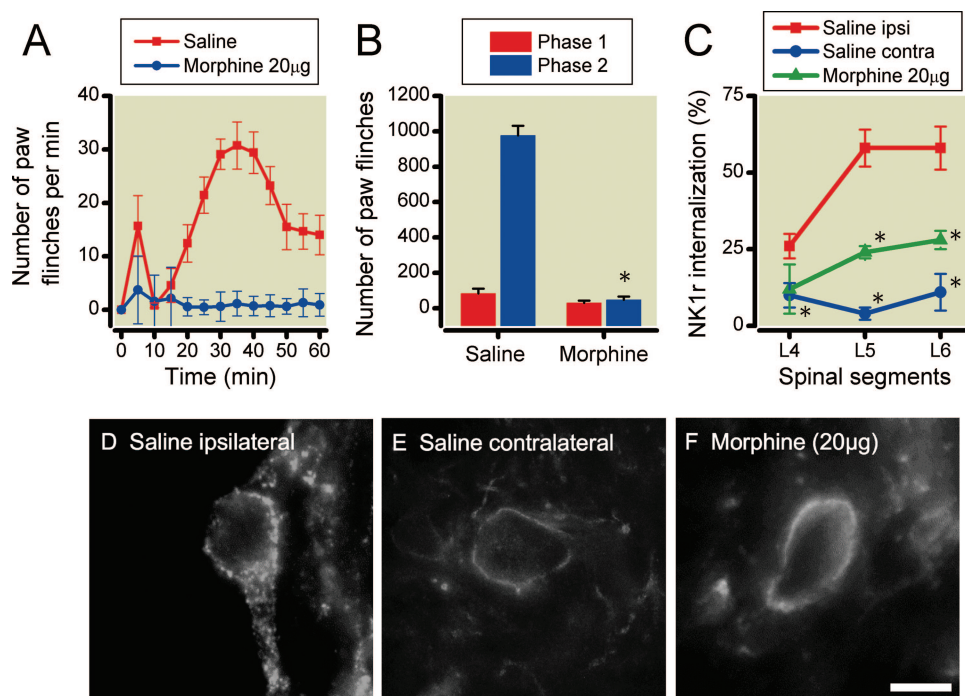 A
Saline
Morphine 20µg
Number of paw
flinches per min
40
30
20
10
0
0 10 20 30 40 50 60
Time (min)
B
Phase 1
Phase 2
Number of paw flinches
1200
1000
800
600
400
200
0
*
Saline Morphine
C
Saline ipsi
Saline contra
Morphine 20µg
NK1r internalization (%)
75
50
25
0
* *
* * *
L4 L5 L6
Spinal segments
D Saline ipsilateral
E Saline contralateral
F Morphine (20µg)